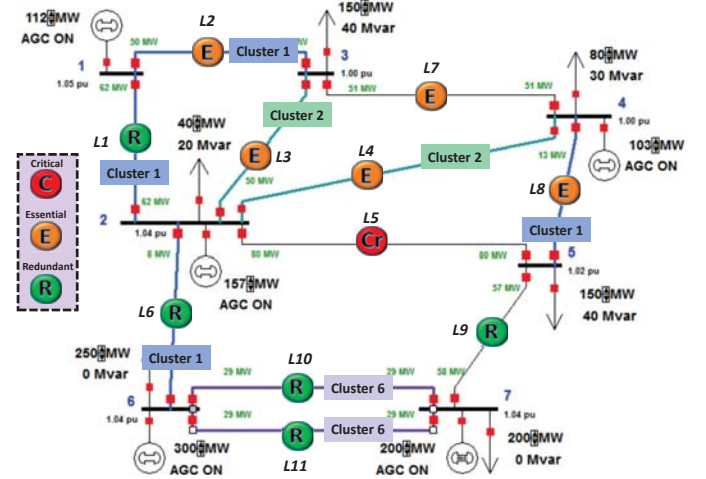 112 MW
AGC ON
1
1.05 pu
50 MW
L2
E
Cluster 1
150 MW
40 Mvar
3
1.00 pu
62 MW
51 MW
L7
E
51 MW
80 MW
30 Mvar
4
1.00 pu
103 MW
AGC ON
L1
R
Cluster 1
62 MW
40 MW
20 Mvar
Cluster 2
E
L3
50 MW
L4
E
Cluster 2
13 MW
L8
E
Cluster 1
Critical
C
Essential
E
Redundant
R
2
1.04 pu
8 MW
80 MW
L5
Cr
80 MW
5
1.02 pu
57 MW
157 MW
AGC ON
150 MW
40 Mvar
L6
R
L9
R
250 MW
0 Mvar
Cluster 1
6
1.04 pu
L10
29 MW
R
Cluster 6
29 MW
58 MW
7
1.04 pu
29 MW
R
Cluster 6
29 MW
L11
300 MW
AGC ON
200 MW
AGC ON
200 MW
0 Mvar